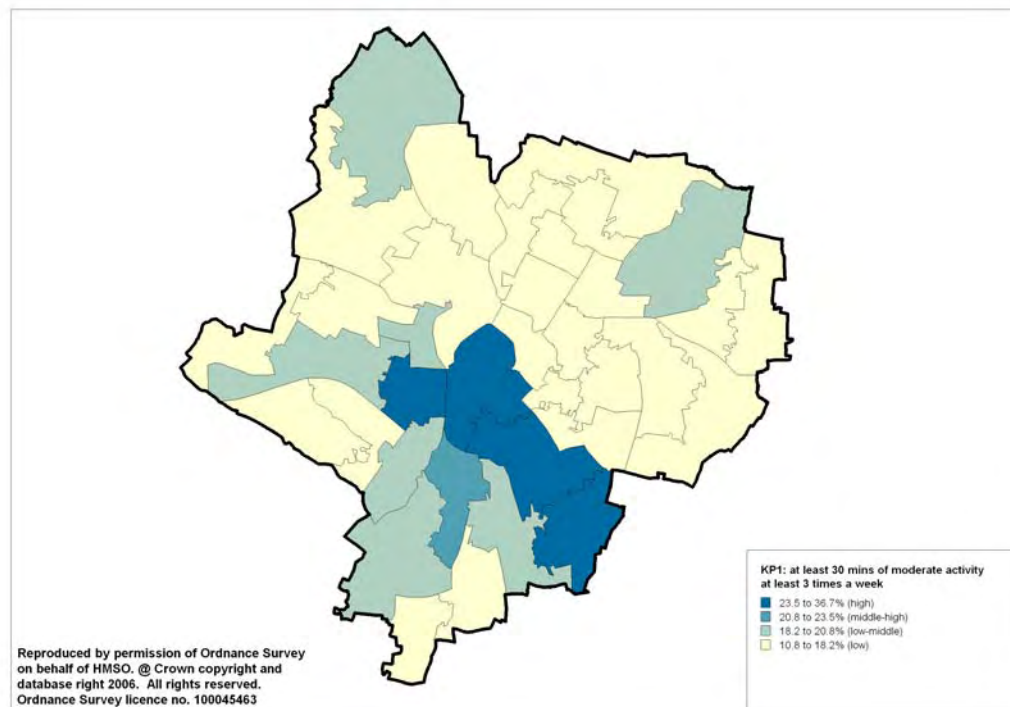 KP1: at least 30 mins of moderate activity
at least 3 times a week
23.5 to 36.7% (high)
20.8 to 23.5% (middle-high)
18.2 to 20.8% (low-middle)
10.8 to 18.2% (low)
Reproduced by permission of Ordnance Survey
on behalf of HMSO. @ Crown copyright and
database right 2006.  All rights reserved.
Ordnance Survey licence no. 100045463